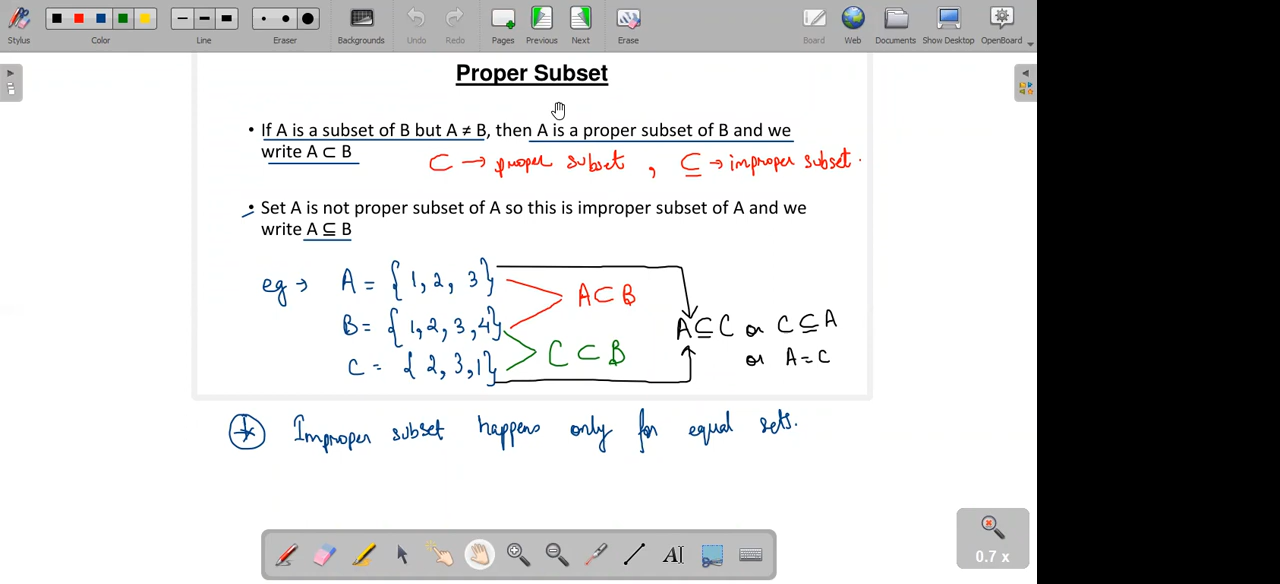 Stylus Color Line Eraser Backgrounds Undo Redo Pages Previous Next Erase Board Web Documents Show Desktop OpenBoard
Proper Subset
• If A is a subset of B but A ≠ B, then A is a proper subset of B and we
write A ⊂ B
⊂ → proper subset , ⊆ → improper subset.
• Set A is not proper subset of A so this is improper subset of A and we
write A ⊆ B
eg → A = { 1, 2, 3}
A ⊂ B
B = { 1, 2, 3, 4}
A ⊆ C or C ⊆ A
C = { 2, 3, 1}
C ⊂ B
or A = C
* Improper subset happens only for equal sets.
AI
0.7 x